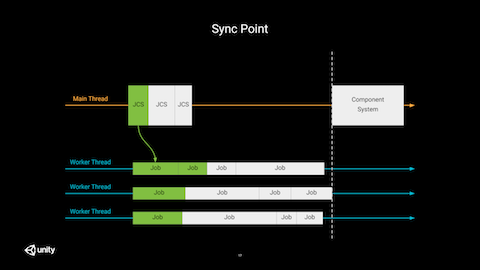 Sync Point
Main Thread
JCS JCS JCS
Component
System
Worker Thread
Job Job Job Job
Worker Thread
Job Job Job Job
Worker Thread
Job Job Job Job
unity